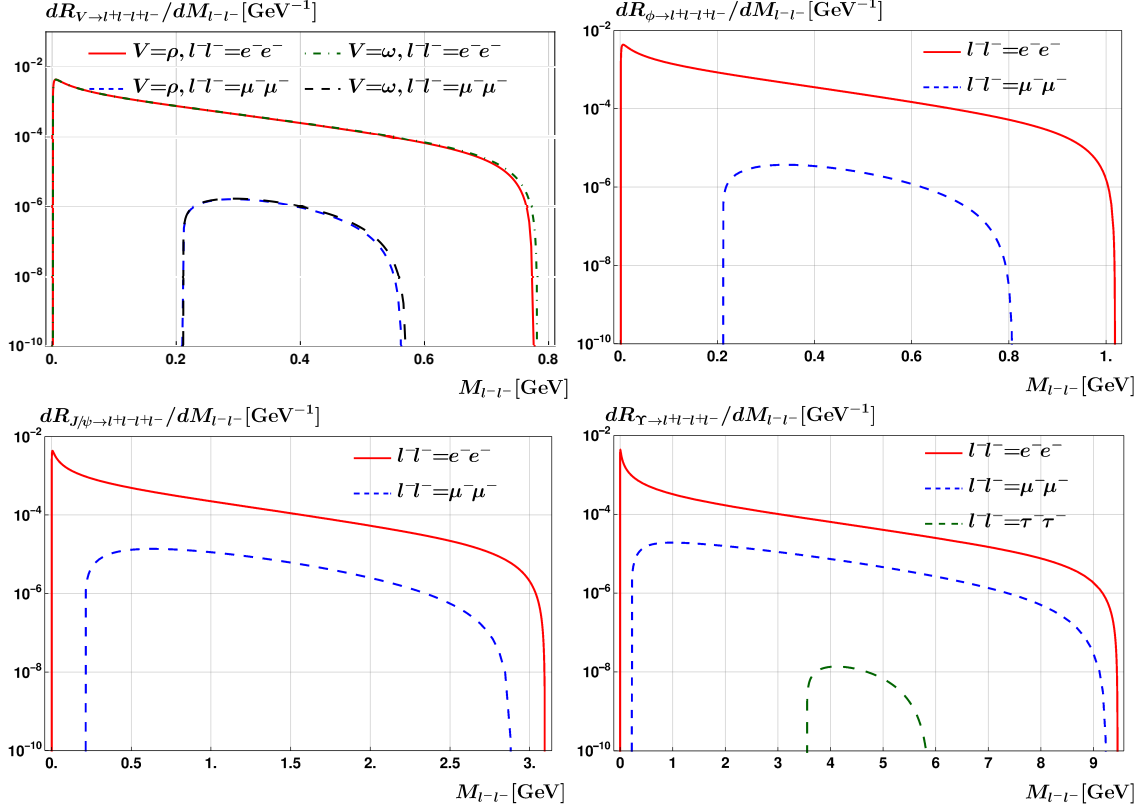 dR_{V→l⁺l⁻l⁺l⁻}/dM_{l⁻l⁻}[GeV⁻¹]
V=ρ, l⁻l⁻=e⁻e⁻ V=ω, l⁻l⁻=e⁻e⁻
V=ρ, l⁻l⁻=μ⁻μ⁻ V=ω, l⁻l⁻=μ⁻μ⁻
10⁻²
10⁻⁴
10⁻⁶
10⁻⁸
10⁻¹⁰
0. 0.2 0.4 0.6 0.8
M_{l⁻l⁻}[GeV]
dR_{ϕ→l⁺l⁻l⁺l⁻}/dM_{l⁻l⁻}[GeV⁻¹]
l⁻l⁻=e⁻e⁻
l⁻l⁻=μ⁻μ⁻
10⁻²
10⁻⁴
10⁻⁶
10⁻⁸
10⁻¹⁰
0. 0.2 0.4 0.6 0.8 1.
M_{l⁻l⁻}[GeV]
dR_{J/ψ→l⁺l⁻l⁺l⁻}/dM_{l⁻l⁻}[GeV⁻¹]
l⁻l⁻=e⁻e⁻
l⁻l⁻=μ⁻μ⁻
10⁻²
10⁻⁴
10⁻⁶
10⁻⁸
10⁻¹⁰
0. 0.5 1. 1.5 2.0 2.5 3.
M_{l⁻l⁻}[GeV]
dR_{Υ→l⁺l⁻l⁺l⁻}/dM_{l⁻l⁻}[GeV⁻¹]
l⁻l⁻=e⁻e⁻
l⁻l⁻=μ⁻μ⁻
l⁻l⁻=τ⁻τ⁻
10⁻²
10⁻⁴
10⁻⁶
10⁻⁸
10⁻¹⁰
0 1 2 3 4 5 6 7 8 9
M_{l⁻l⁻}[GeV]